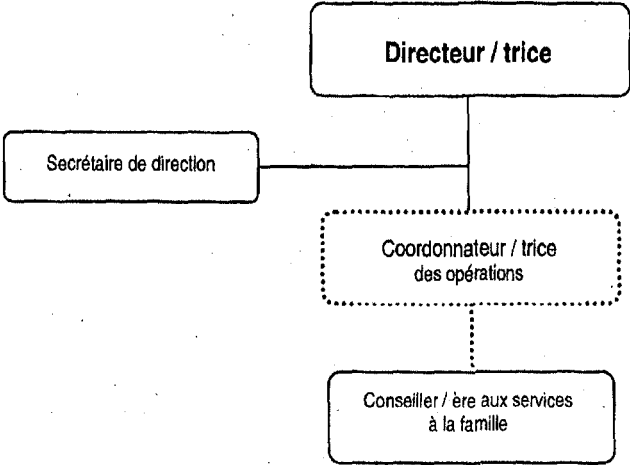 Directeur / trice
Secrétaire de direction
Coordonnateur / trice
des opérations
Conseiller / ère aux services
à la famille